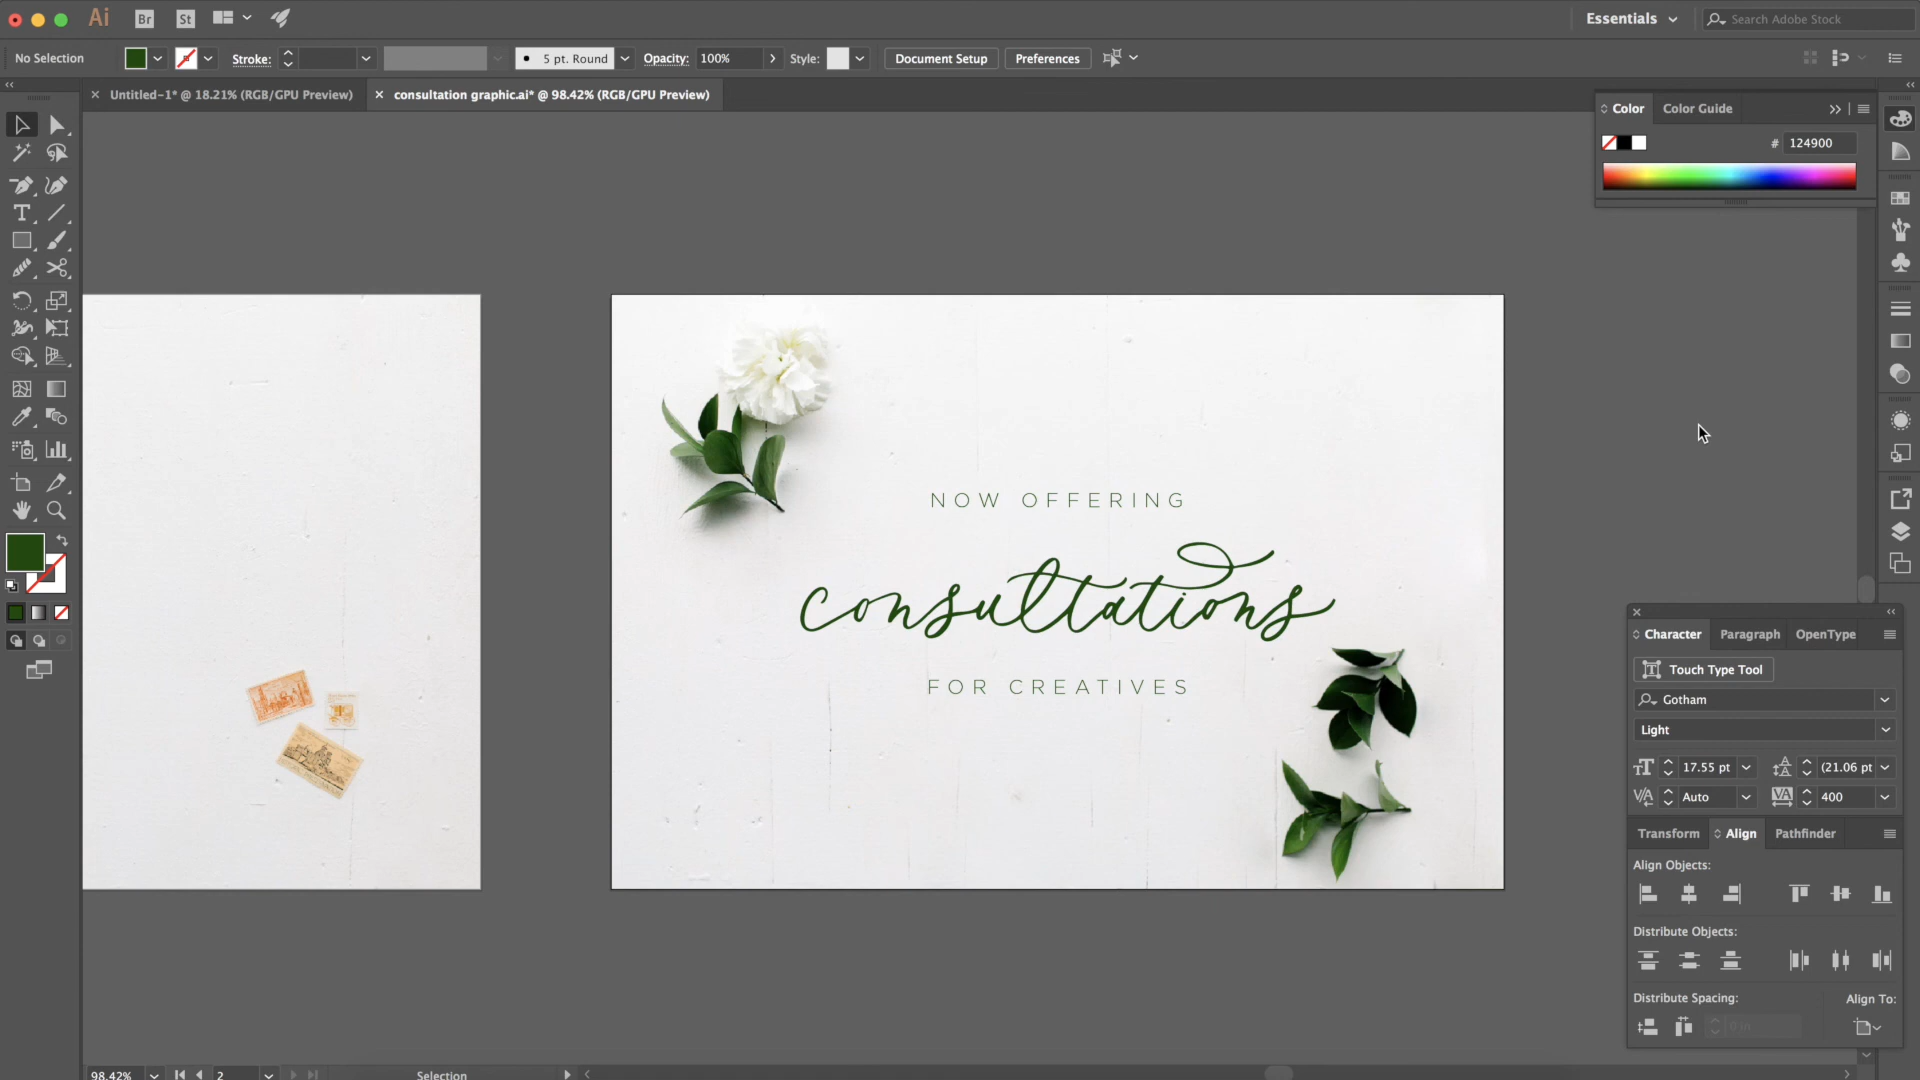 Ai
Br
St
Essentials
Search Adobe Stock
No Selection
Stroke:
5 pt. Round
Opacity:
100%
Style:
Document Setup
Preferences
Untitled-1* @ 18.21% (RGB/GPU Preview)
consultation graphic.ai* @ 98.42% (RGB/GPU Preview)
Color
Color Guide
# 124900
NOW OFFERING
consultations
FOR CREATIVES
Character
Paragraph
OpenType
Touch Type Tool
Gotham
Light
17.55 pt
(21.06 pt
Auto
400
Transform
Align
Pathfinder
Align Objects:
Distribute Objects:
Distribute Spacing:
Align To:
0 in
98.42%
2
Selection